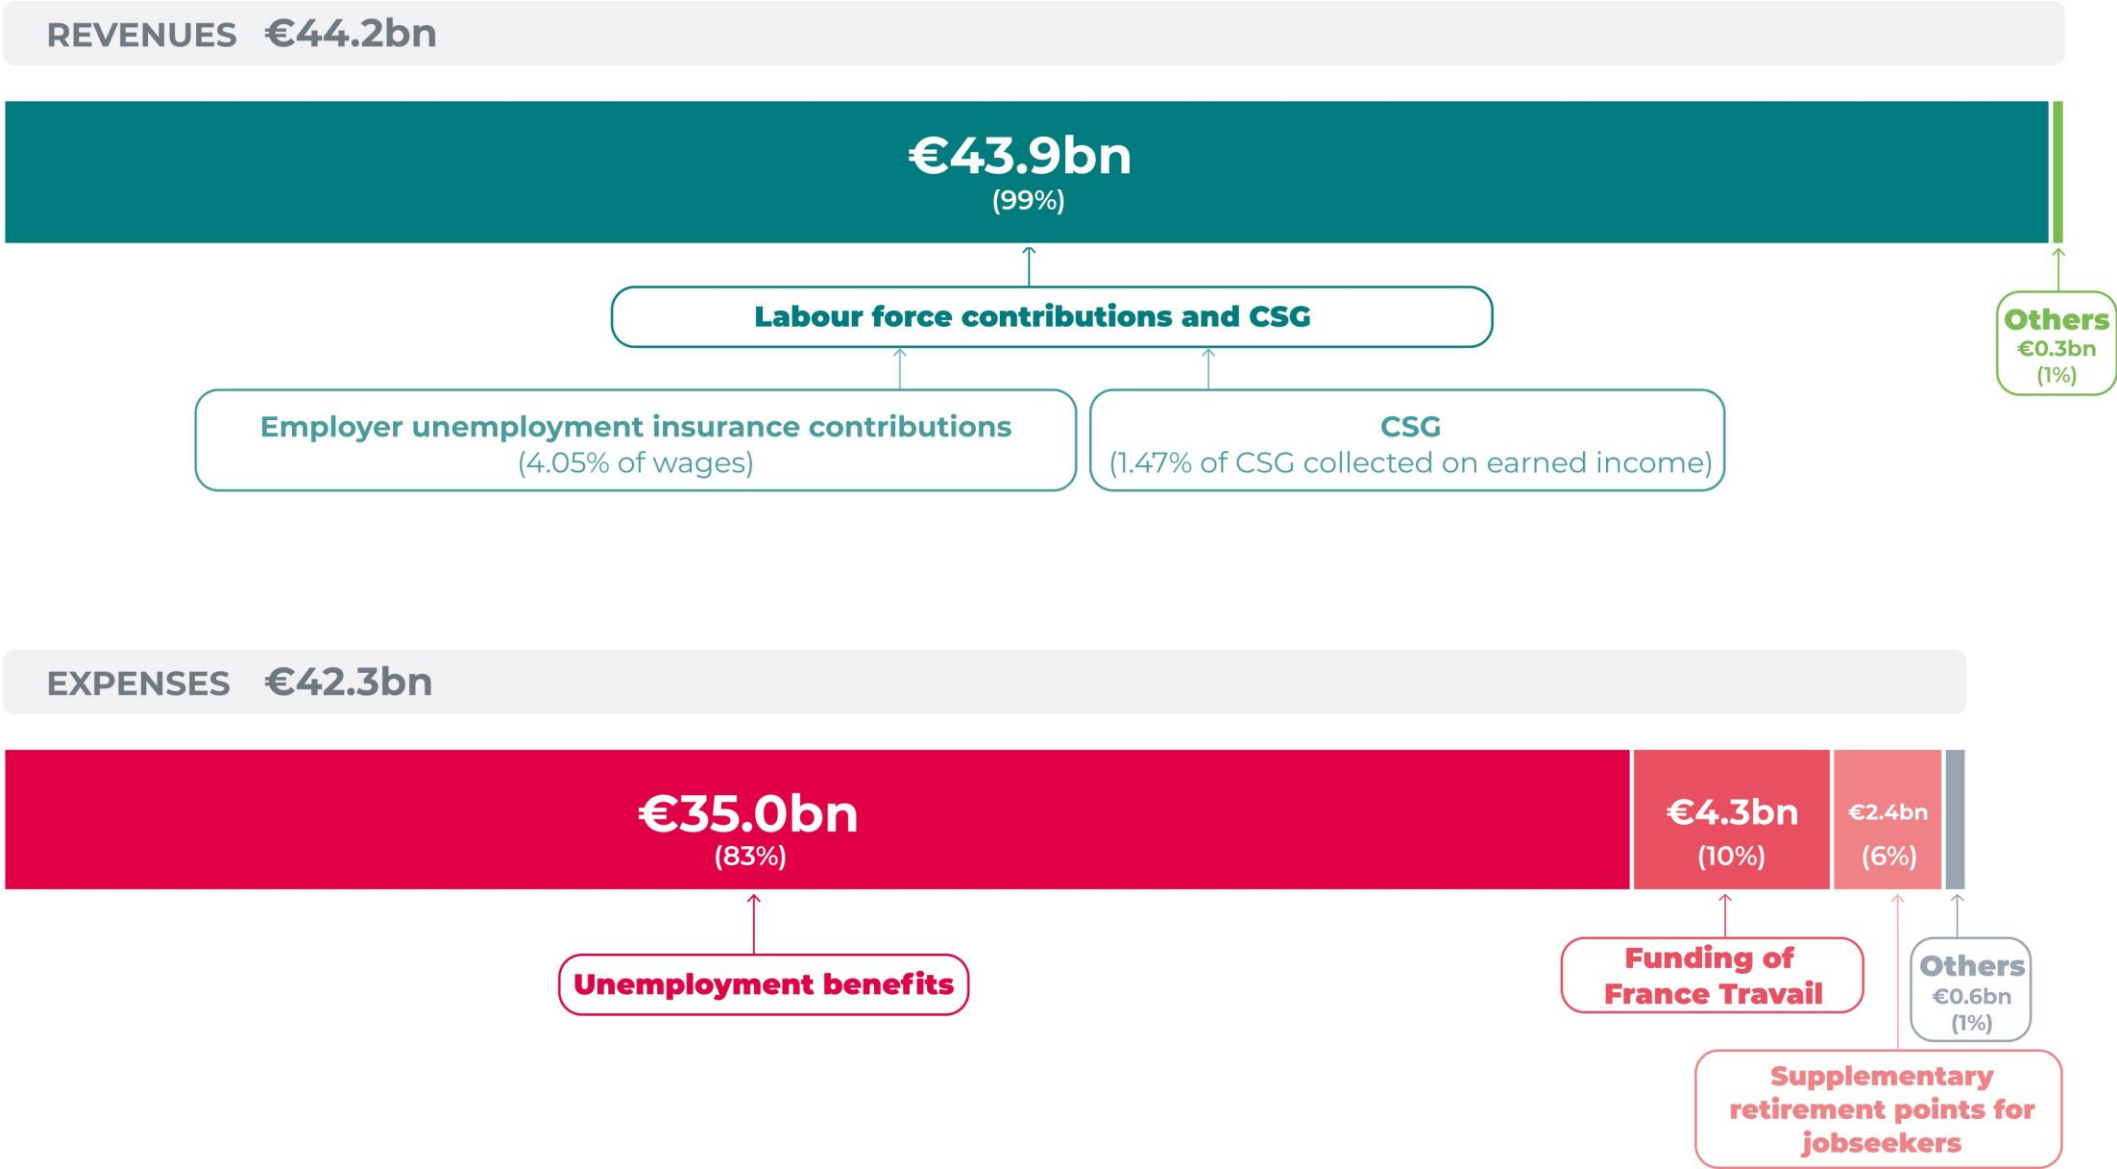 REVENUES €44.2bn
€43.9bn
(99%)
Labour force contributions and CSG
Others
€0.3bn
(1%)
Employer unemployment insurance contributions
(4.05% of wages)
CSG
(1.47% of CSG collected on earned income)
EXPENSES €42.3bn
€35.0bn
(83%)
€4.3bn
(10%)
€2.4bn
(6%)
Unemployment benefits
Funding of
France Travail
Others
€0.6bn
(1%)
Supplementary
retirement points for
jobseekers